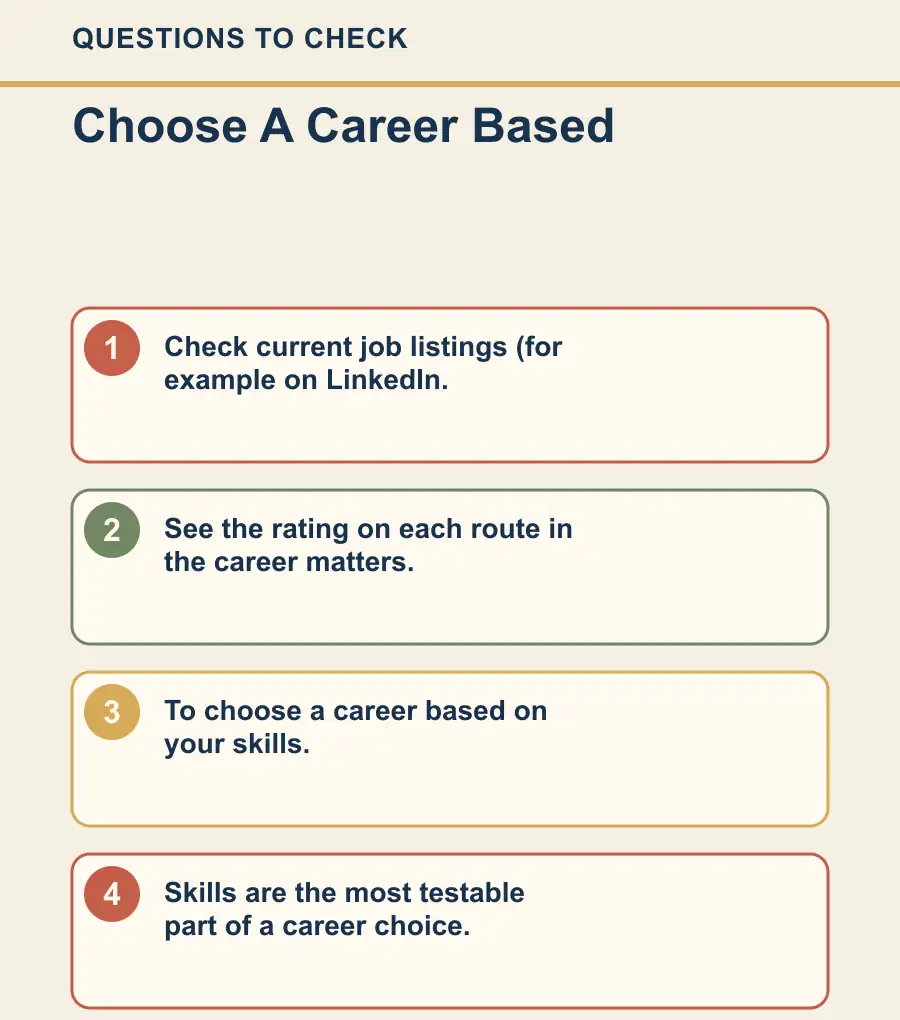 QUESTIONS TO CHECK
Choose A Career Based
1
Check current job listings (for
example on LinkedIn.
2
See the rating on each route in
the career matters.
3
To choose a career based on
your skills.
4
Skills are the most testable
part of a career choice.